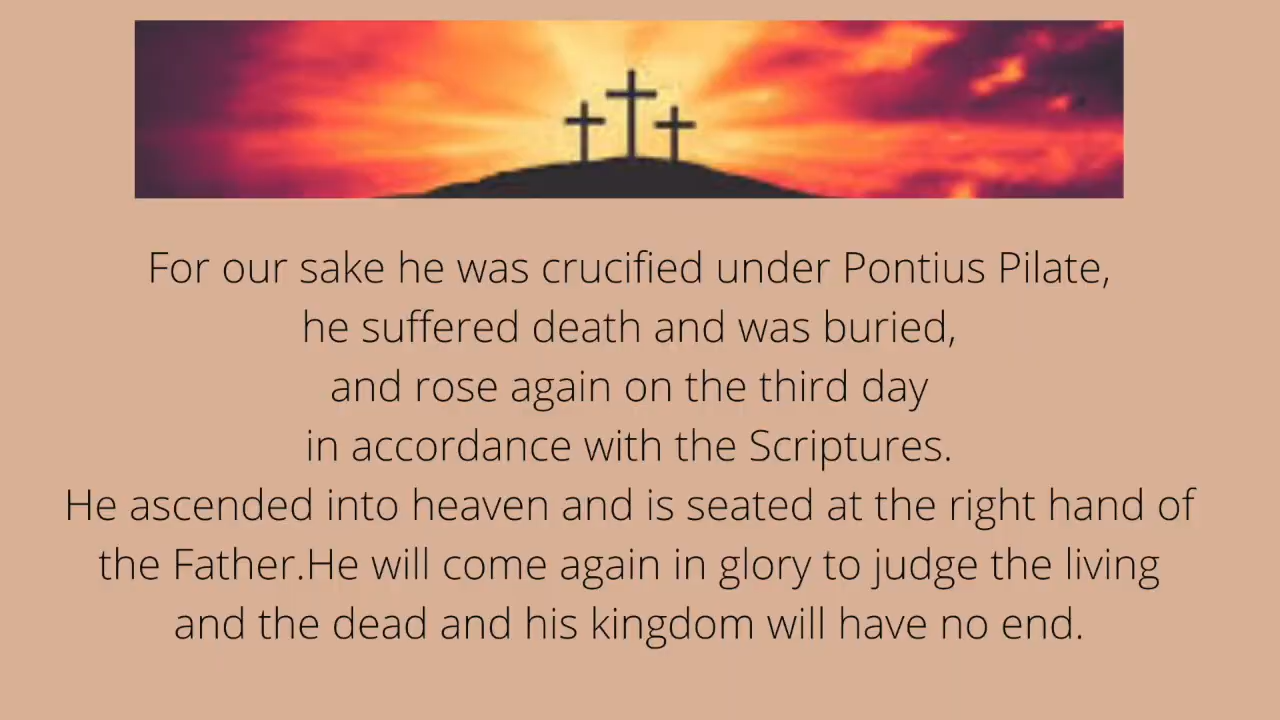 For our sake he was crucified under Pontius Pilate,
he suffered death and was buried,
and rose again on the third day
in accordance with the Scriptures.
He ascended into heaven and is seated at the right hand of
the Father.He will come again in glory to judge the living
and the dead and his kingdom will have no end.